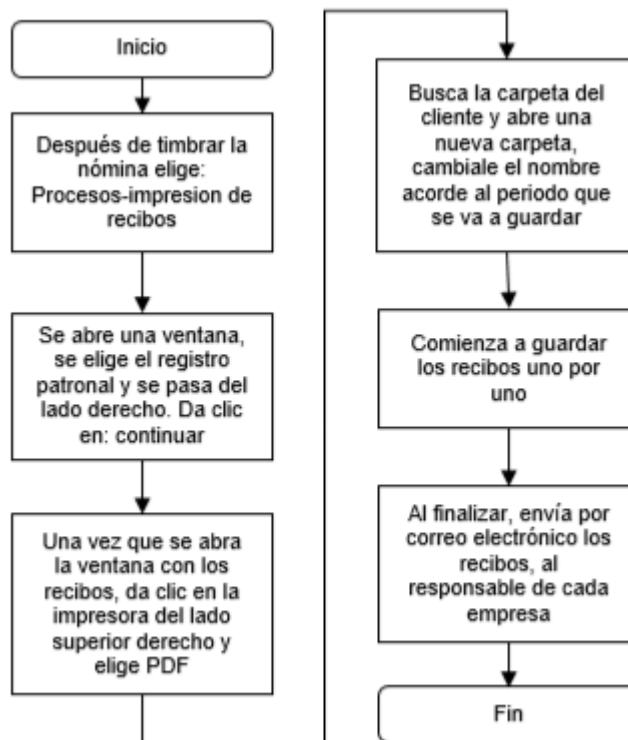 Inicio
Después de timbrar la
nómina elige:
Procesos-impresion de
recibos
Se abre una ventana,
se elige el registro
patronal y se pasa del
lado derecho. Da clic
en: continuar
Una vez que se abra
la ventana con los
recibos, da clic en la
impresora del lado
superior derecho y
elige PDF
Busca la carpeta del
cliente y abre una
nueva carpeta,
cambiale el nombre
acorde al periodo que
se va a guardar
Comienza a guardar
los recibos uno por
uno
Al finalizar, envía por
correo electrónico los
recibos, al
responsable de cada
empresa
Fin